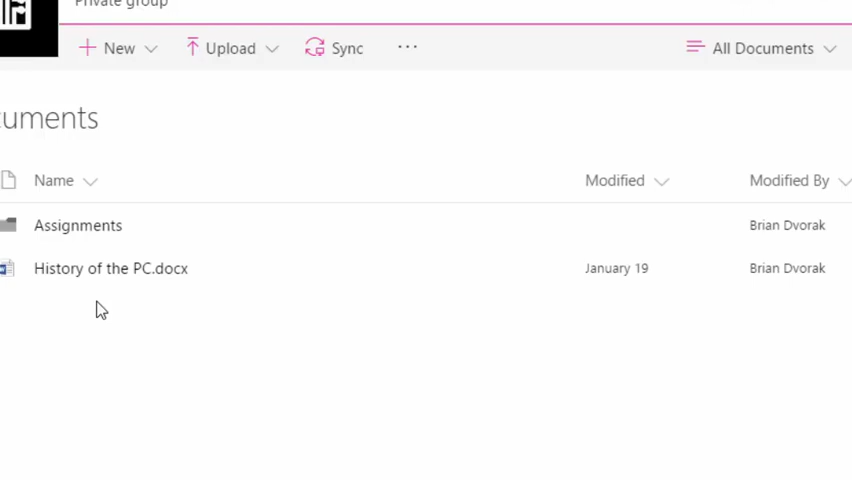 Private group
New Upload Sync ... All Documents
cuments
Name Modified Modified By
Assignments Brian Dvorak
History of the PC.docx January 19 Brian Dvorak